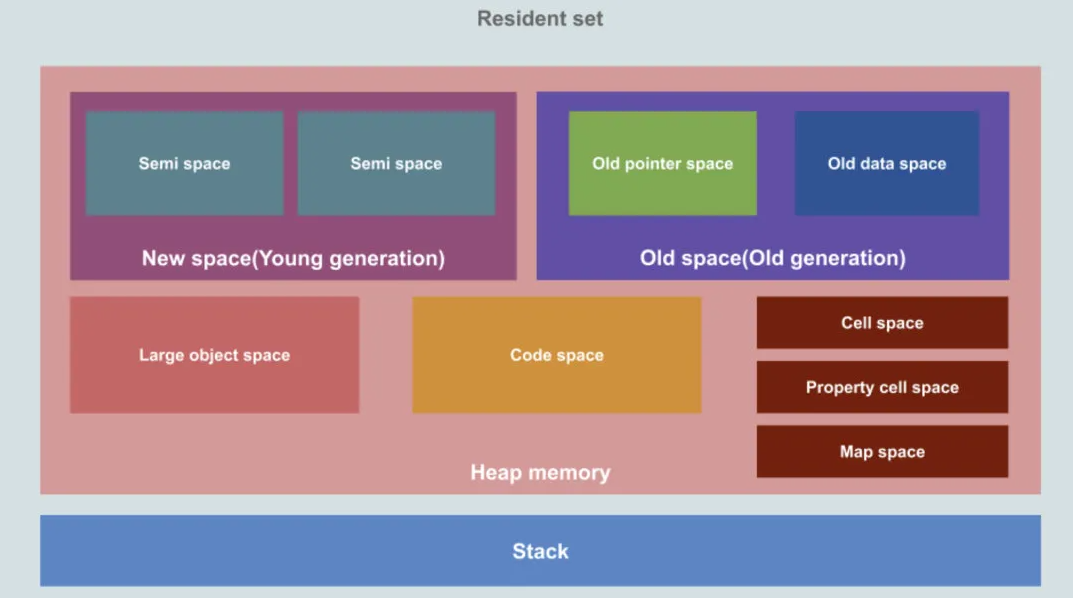 Resident set
Semi space
Semi space
Old pointer space
Old data space
New space(Young generation)
Old space(Old generation)
Large object space
Code space
Cell space
Property cell space
Map space
Heap memory
Stack